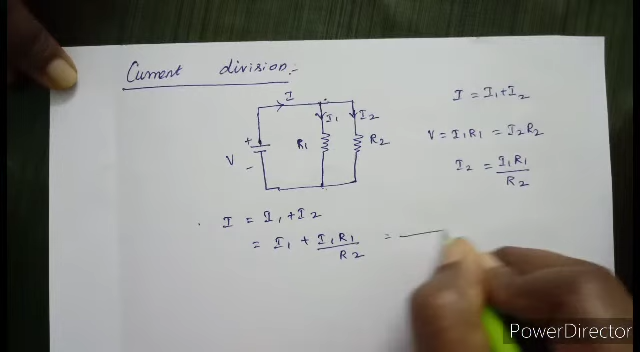 Current division:-
I
I1
I2
+
V
-
R1
R2
I = I1 + I2
V = I1R1 = I2R2
I2 = I1R1
R2
I = I1 + I2
= I1 + I1R1
R2
=
PowerDirector